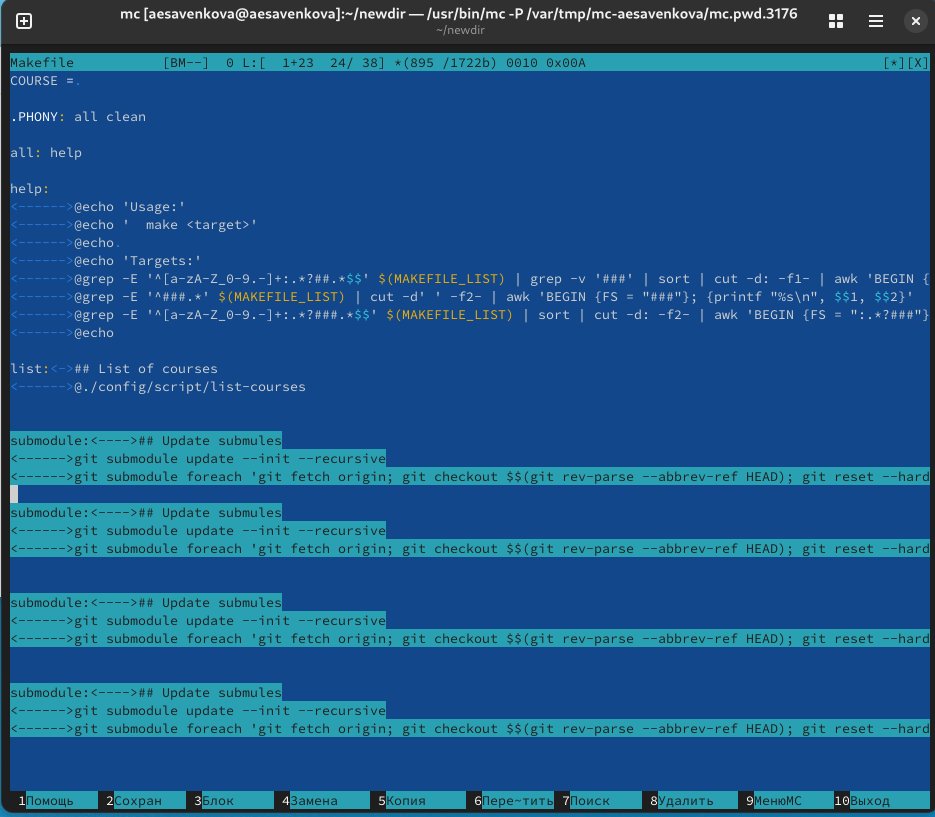 mc [aesavenkova@aesavenkova]:~/newdir — /usr/bin/mc -P /var/tmp/mc-aesavenkova/mc.pwd.3176
~/newdir
Makefile [BM--] 0 L:[ 1+23 24/ 38] *(895 /1722b) 0010 0x00A [*][X]
COURSE =.
.PHONY: all clean
all: help
help:
<------>@echo 'Usage:'
<------>@echo '  make <target>'
<------>@echo.
<------>@echo 'Targets:'
<------>@grep -E '^[a-zA-Z_0-9.-]+:.*?##.*$$' $(MAKEFILE_LIST) | grep -v '###' | sort | cut -d: -f1- | awk 'BEGIN {
<------>@grep -E '^###.*' $(MAKEFILE_LIST) | cut -d' ' -f2- | awk 'BEGIN {FS = "###"}; {printf "%s\n", $$1, $$2}'
<------>@grep -E '^[a-zA-Z_0-9.-]+:.*?###.*$$' $(MAKEFILE_LIST) | sort | cut -d: -f2- | awk 'BEGIN {FS = ":.*?###"}
<------>@echo
list:<->## List of courses
<------>@./config/script/list-courses
submodule:<---->## Update submules
<------>git submodule update --init --recursive
<------>git submodule foreach 'git fetch origin; git checkout $$(git rev-parse --abbrev-ref HEAD); git reset --hard
submodule:<---->## Update submules
<------>git submodule update --init --recursive
<------>git submodule foreach 'git fetch origin; git checkout $$(git rev-parse --abbrev-ref HEAD); git reset --hard
submodule:<---->## Update submules
<------>git submodule update --init --recursive
<------>git submodule foreach 'git fetch origin; git checkout $$(git rev-parse --abbrev-ref HEAD); git reset --hard
submodule:<---->## Update submules
<------>git submodule update --init --recursive
<------>git submodule foreach 'git fetch origin; git checkout $$(git rev-parse --abbrev-ref HEAD); git reset --hard
1Помощь 2Сохран 3Блок 4Замена 5Копия 6Пере~тить 7Поиск 8Удалить 9МенюMC 10Выход